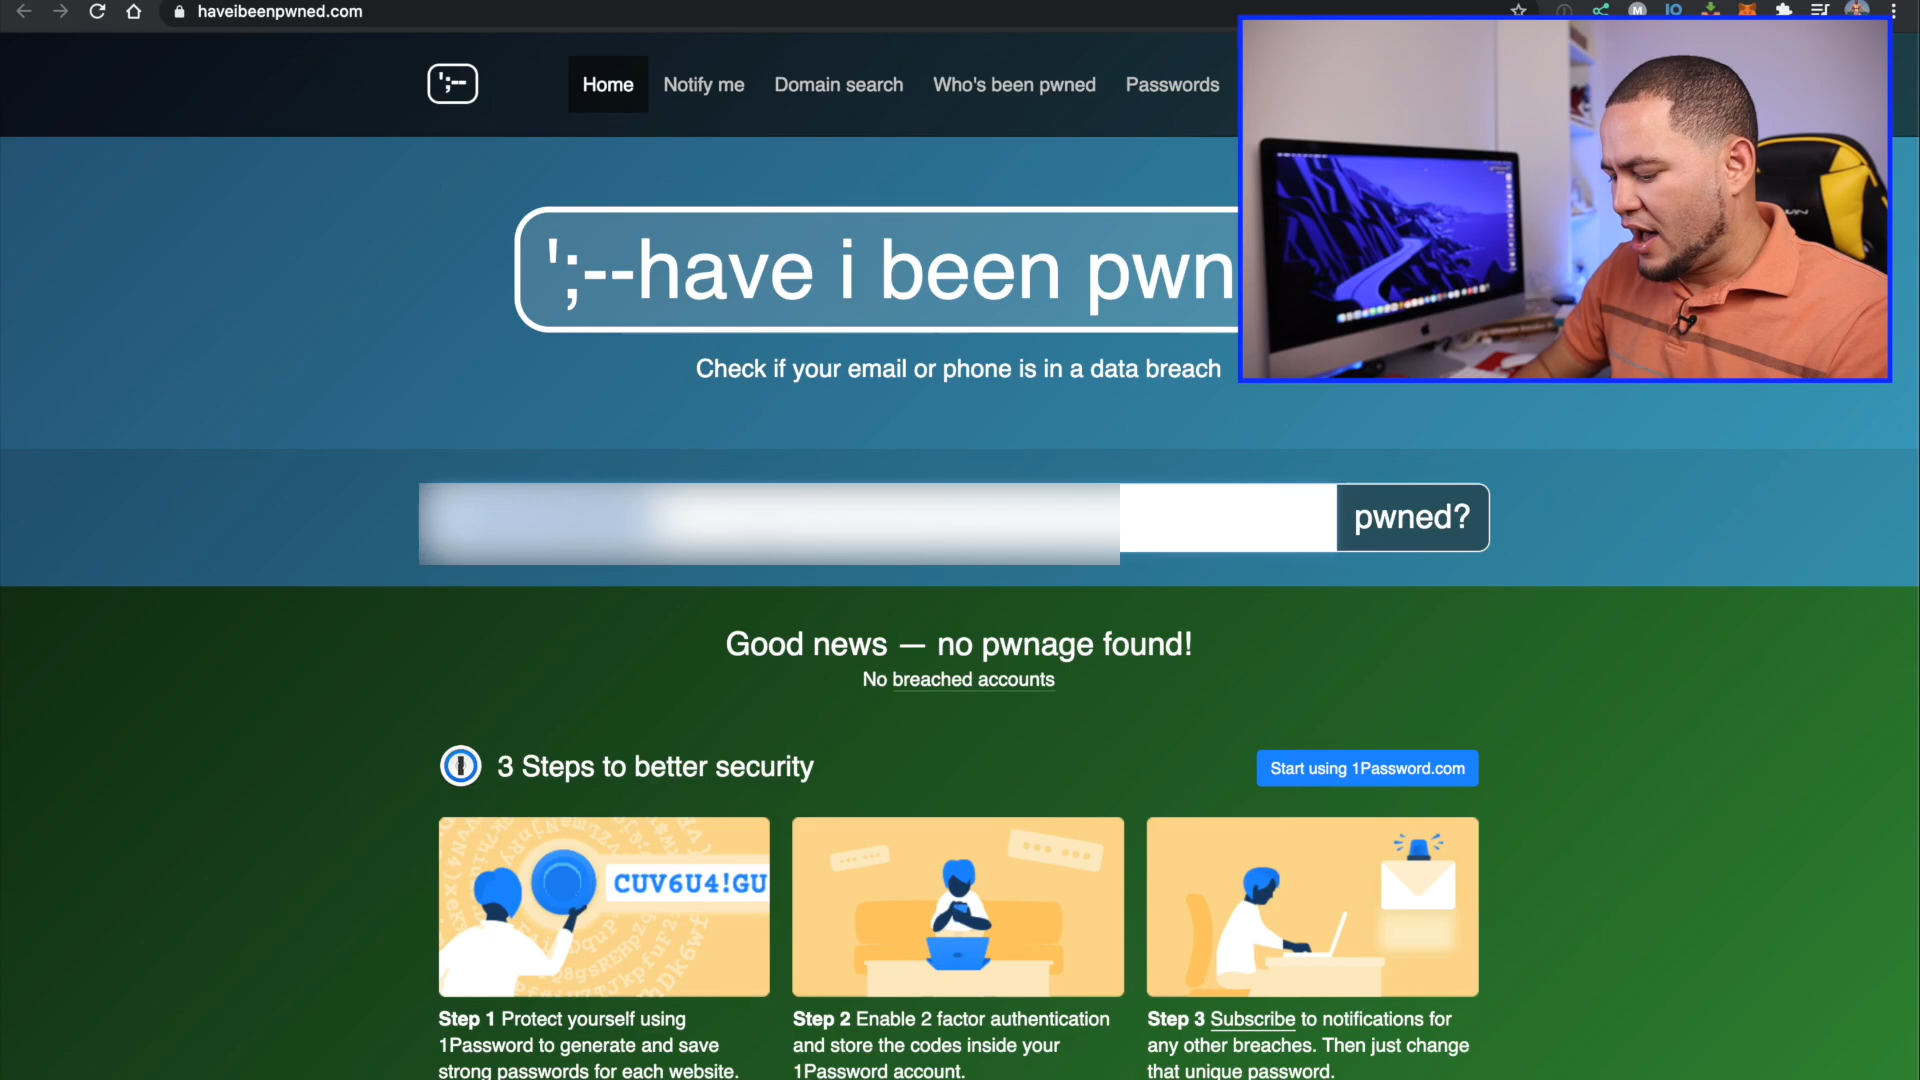 haveibeenpwned.com
M
IO
';--
Home
Notify me
Domain search
Who's been pwned
Passwords
';--have i been pwn
Check if your email or phone is in a data breach
pwned?
Good news — no pwnage found!
No breached accounts
3 Steps to better security
Start using 1Password.com
CUV6U4!GU
Step 1 Protect yourself using
1Password to generate and save
strong passwords for each website.
Step 2 Enable 2 factor authentication
and store the codes inside your
1Password account.
Step 3 Subscribe to notifications for
any other breaches. Then just change
that unique password.